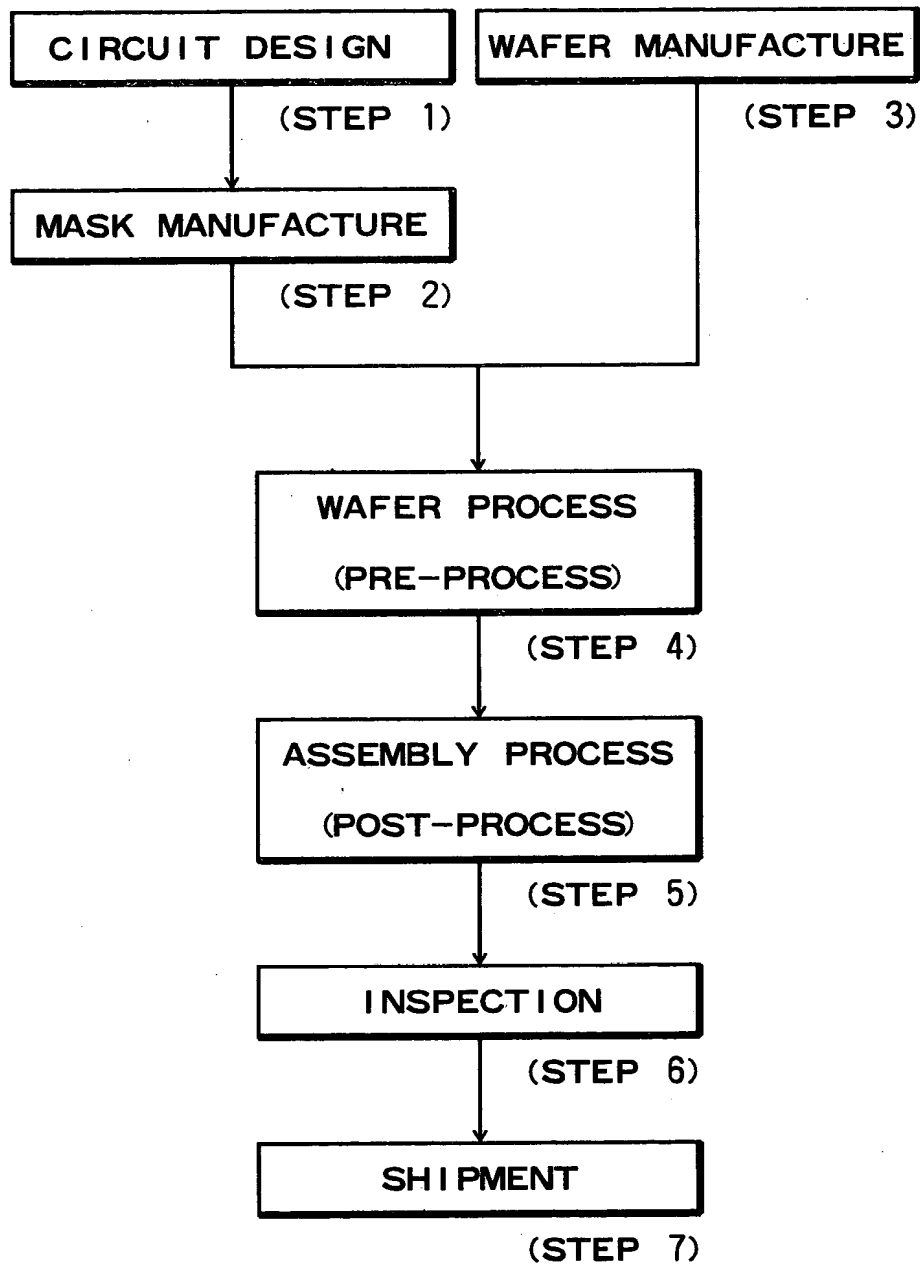 CIRCUIT DESIGN
(STEP 1)
WAFER MANUFACTURE
(STEP 3)
MASK MANUFACTURE
(STEP 2)
WAFER PROCESS
(PRE-PROCESS)
(STEP 4)
ASSEMBLY PROCESS
(POST-PROCESS)
(STEP 5)
INSPECTION
(STEP 6)
SHIPMENT
(STEP 7)